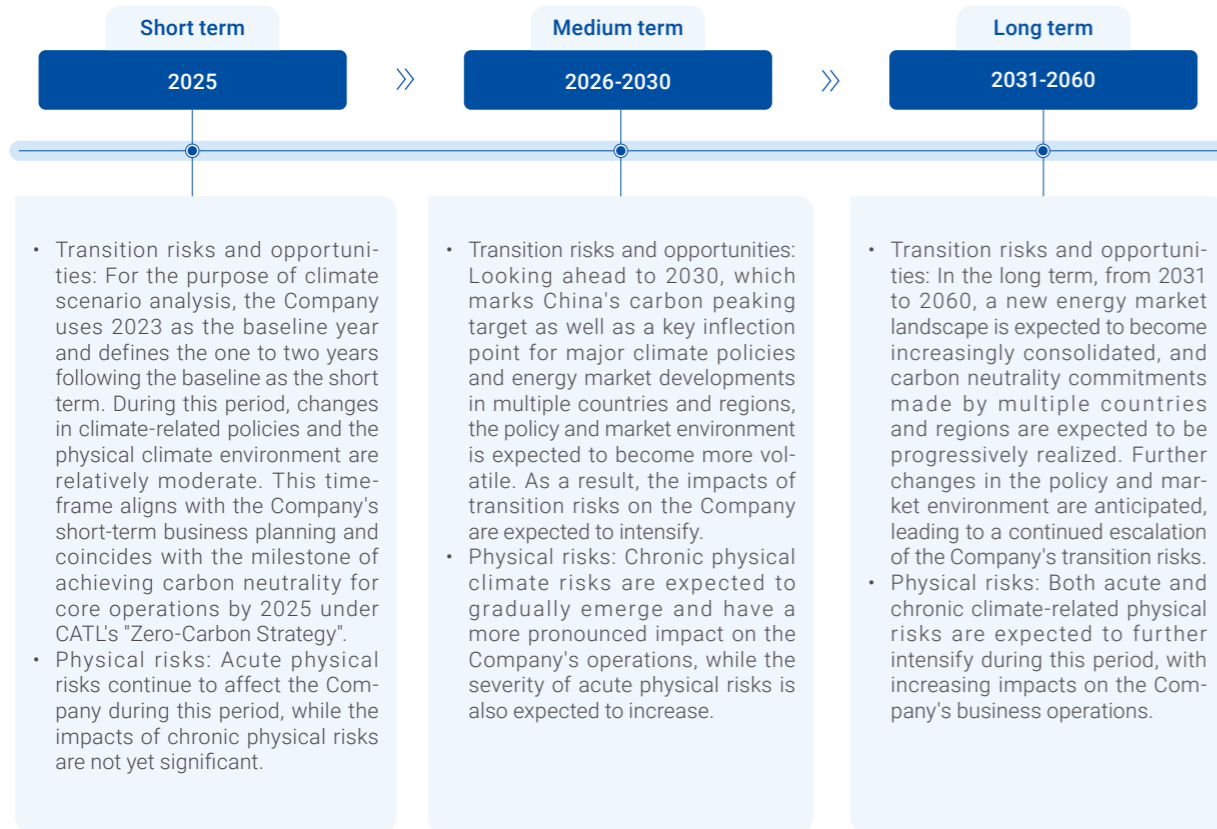 Short term
2025
Medium term
2026-2030
Long term
2031-2060
• Transition risks and opportuni-
ties: For the purpose of climate
scenario analysis, the Company
uses 2023 as the baseline year
and defines the one to two years
following the baseline as the short
term. During this period, changes
in climate-related policies and the
physical climate environment are
relatively moderate. This time-
frame aligns with the Company's
short-term business planning and
coincides with the milestone of
achieving carbon neutrality for
core operations by 2025 under
CATL's "Zero-Carbon Strategy".
• Physical risks: Acute physical
risks continue to affect the Com-
pany during this period, while the
impacts of chronic physical risks
are not yet significant.
• Transition risks and opportunities:
Looking ahead to 2030, which
marks China's carbon peaking
target as well as a key inflection
point for major climate policies
and energy market developments
in multiple countries and regions,
the policy and market environment
is expected to become more vol-
atile. As a result, the impacts of
transition risks on the Company
are expected to intensify.
• Physical risks: Chronic physical
climate risks are expected to
gradually emerge and have a
more pronounced impact on the
Company's operations, while the
severity of acute physical risks is
also expected to increase.
• Transition risks and opportuni-
ties: In the long term, from 2031
to 2060, a new energy market
landscape is expected to become
increasingly consolidated, and
carbon neutrality commitments
made by multiple countries
and regions are expected to be
progressively realized. Further
changes in the policy and mar-
ket environment are anticipated,
leading to a continued escalation
of the Company's transition risks.
• Physical risks: Both acute and
chronic climate-related physical
risks are expected to further
intensify during this period, with
increasing impacts on the Com-
pany's business operations.